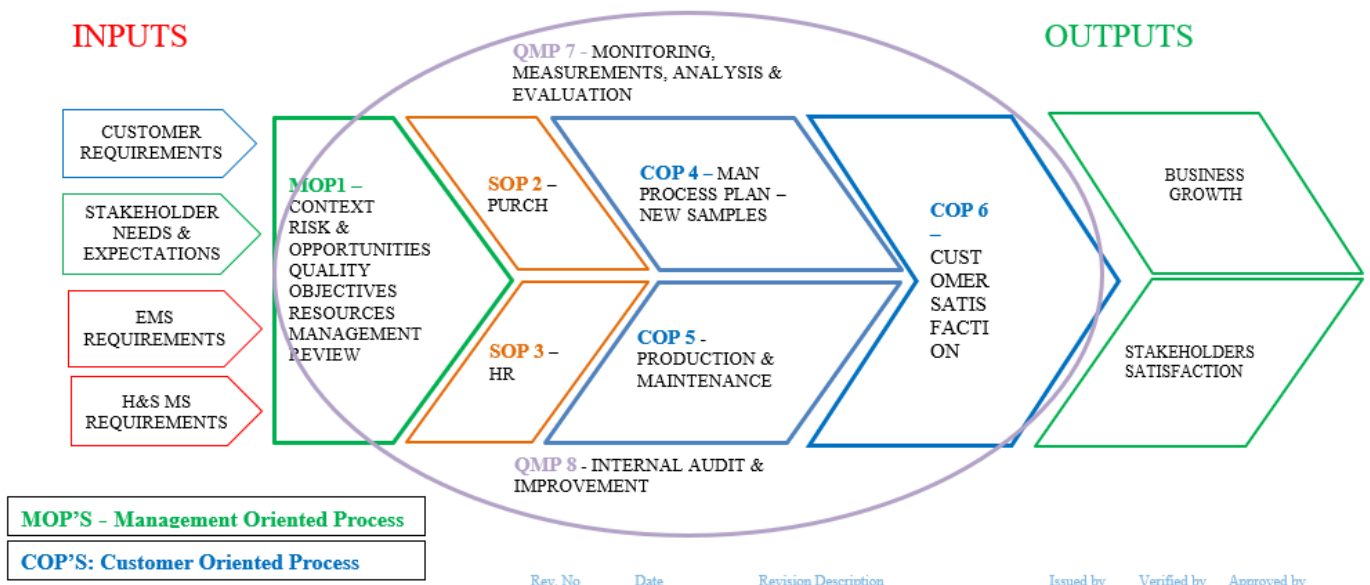 INPUTS
OUTPUTS
QMP 7 - MONITORING,
MEASUREMENTS, ANALYSIS &
EVALUATION
CUSTOMER
REQUIREMENTS
STAKEHOLDER
NEEDS &
EXPECTATIONS
EMS
REQUIREMENTS
H&S MS
REQUIREMENTS
MOP1 –
CONTEXT
RISK &
OPPORTUNITIES
QUALITY
OBJECTIVES
RESOURCES
MANAGEMENT
REVIEW
SOP 2 –
PURCH
SOP 3 –
HR
COP 4 – MAN
PROCESS PLAN –
NEW SAMPLES
COP 5 -
PRODUCTION &
MAINTENANCE
COP 6
–
CUST
OMER
SATIS
FACTI
ON
BUSINESS
GROWTH
STAKEHOLDERS
SATISFACTION
QMP 8 - INTERNAL AUDIT &
IMPROVEMENT
MOP'S - Management Oriented Process
COP'S: Customer Oriented Process
Rev. No Date Revision Description Issued by Verified by Approved by